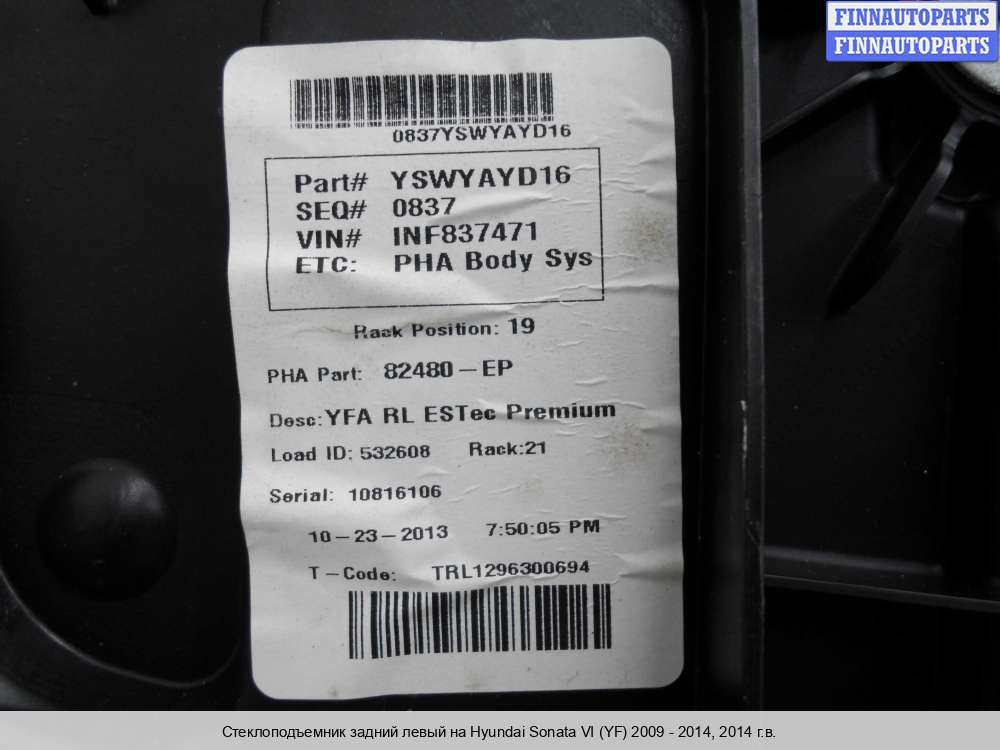 FINNAUTOPARTS
FINNAUTOPARTS
0837YSWYAYD16
Part# YSWYAYD16
SEQ# 0837
VIN# INF837471
ETC: PHA Body Sys
Rack Position: 19
PHA Part: 82480-EP
Desc: YFA RL ESTec Premium
Load ID: 532608 Rack:21
Serial: 10816106
10-23-2013 7:50:05 PM
T-Code: TRL1296300694
Стеклоподъемник задний левый на Hyundai Sonata VI (YF) 2009 - 2014, 2014 г.в.